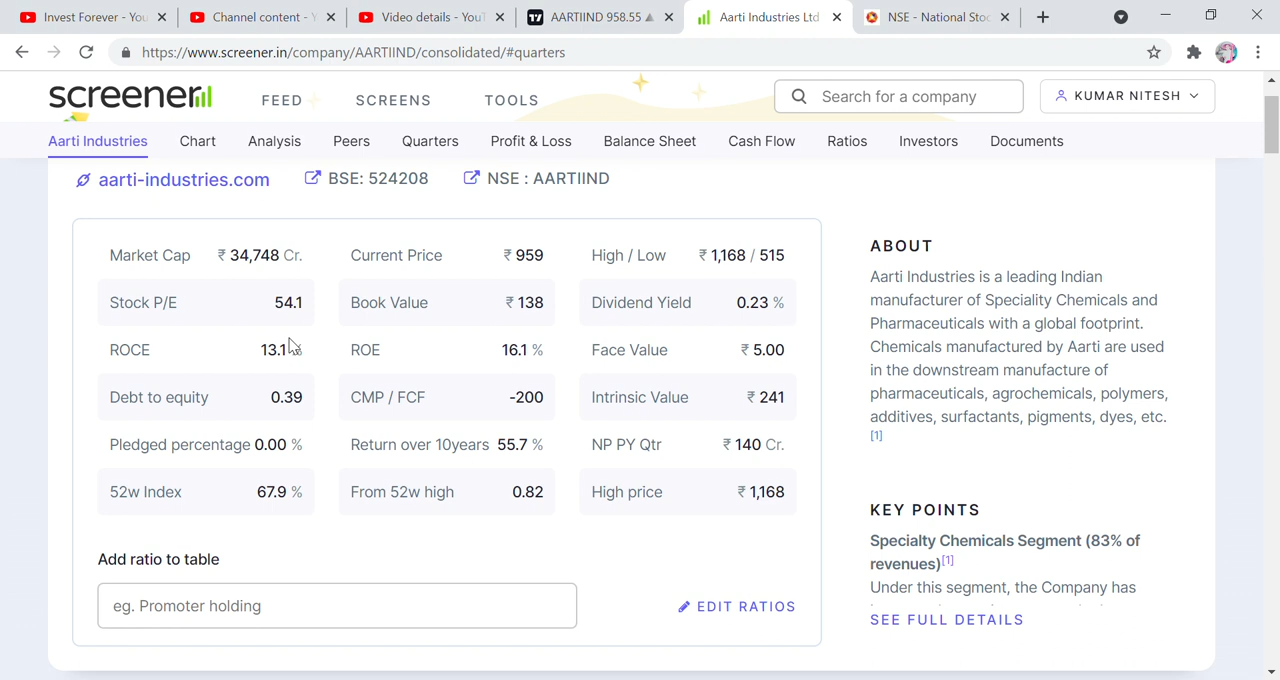 Invest Forever - You
Channel content - Y
Video details - YouT
AARTIIND 958.55
Aarti Industries Ltd
NSE - National Stoc
https://www.screener.in/company/AARTIIND/consolidated/#quarters
screener
FEED
SCREENS
TOOLS
Search for a company
KUMAR NITESH
Aarti Industries
Chart
Analysis
Peers
Quarters
Profit & Loss
Balance Sheet
Cash Flow
Ratios
Investors
Documents
aarti-industries.com
BSE: 524208
NSE : AARTIIND
Market Cap ₹ 34,748 Cr.
Current Price ₹ 959
High / Low ₹ 1,168 / 515
Stock P/E 54.1
Book Value ₹ 138
Dividend Yield 0.23 %
ROCE 13.1 %
ROE 16.1 %
Face Value ₹ 5.00
Debt to equity 0.39
CMP / FCF -200
Intrinsic Value ₹ 241
Pledged percentage 0.00 %
Return over 10years 55.7 %
NP PY Qtr ₹ 140 Cr.
52w Index 67.9 %
From 52w high 0.82
High price ₹ 1,168
Add ratio to table
eg. Promoter holding
EDIT RATIOS
ABOUT
Aarti Industries is a leading Indian
manufacturer of Speciality Chemicals and
Pharmaceuticals with a global footprint.
Chemicals manufactured by Aarti are used
in the downstream manufacture of
pharmaceuticals, agrochemicals, polymers,
additives, surfactants, pigments, dyes, etc.
[1]
KEY POINTS
Specialty Chemicals Segment (83% of
revenues)[1]
Under this segment, the Company has
SEE FULL DETAILS